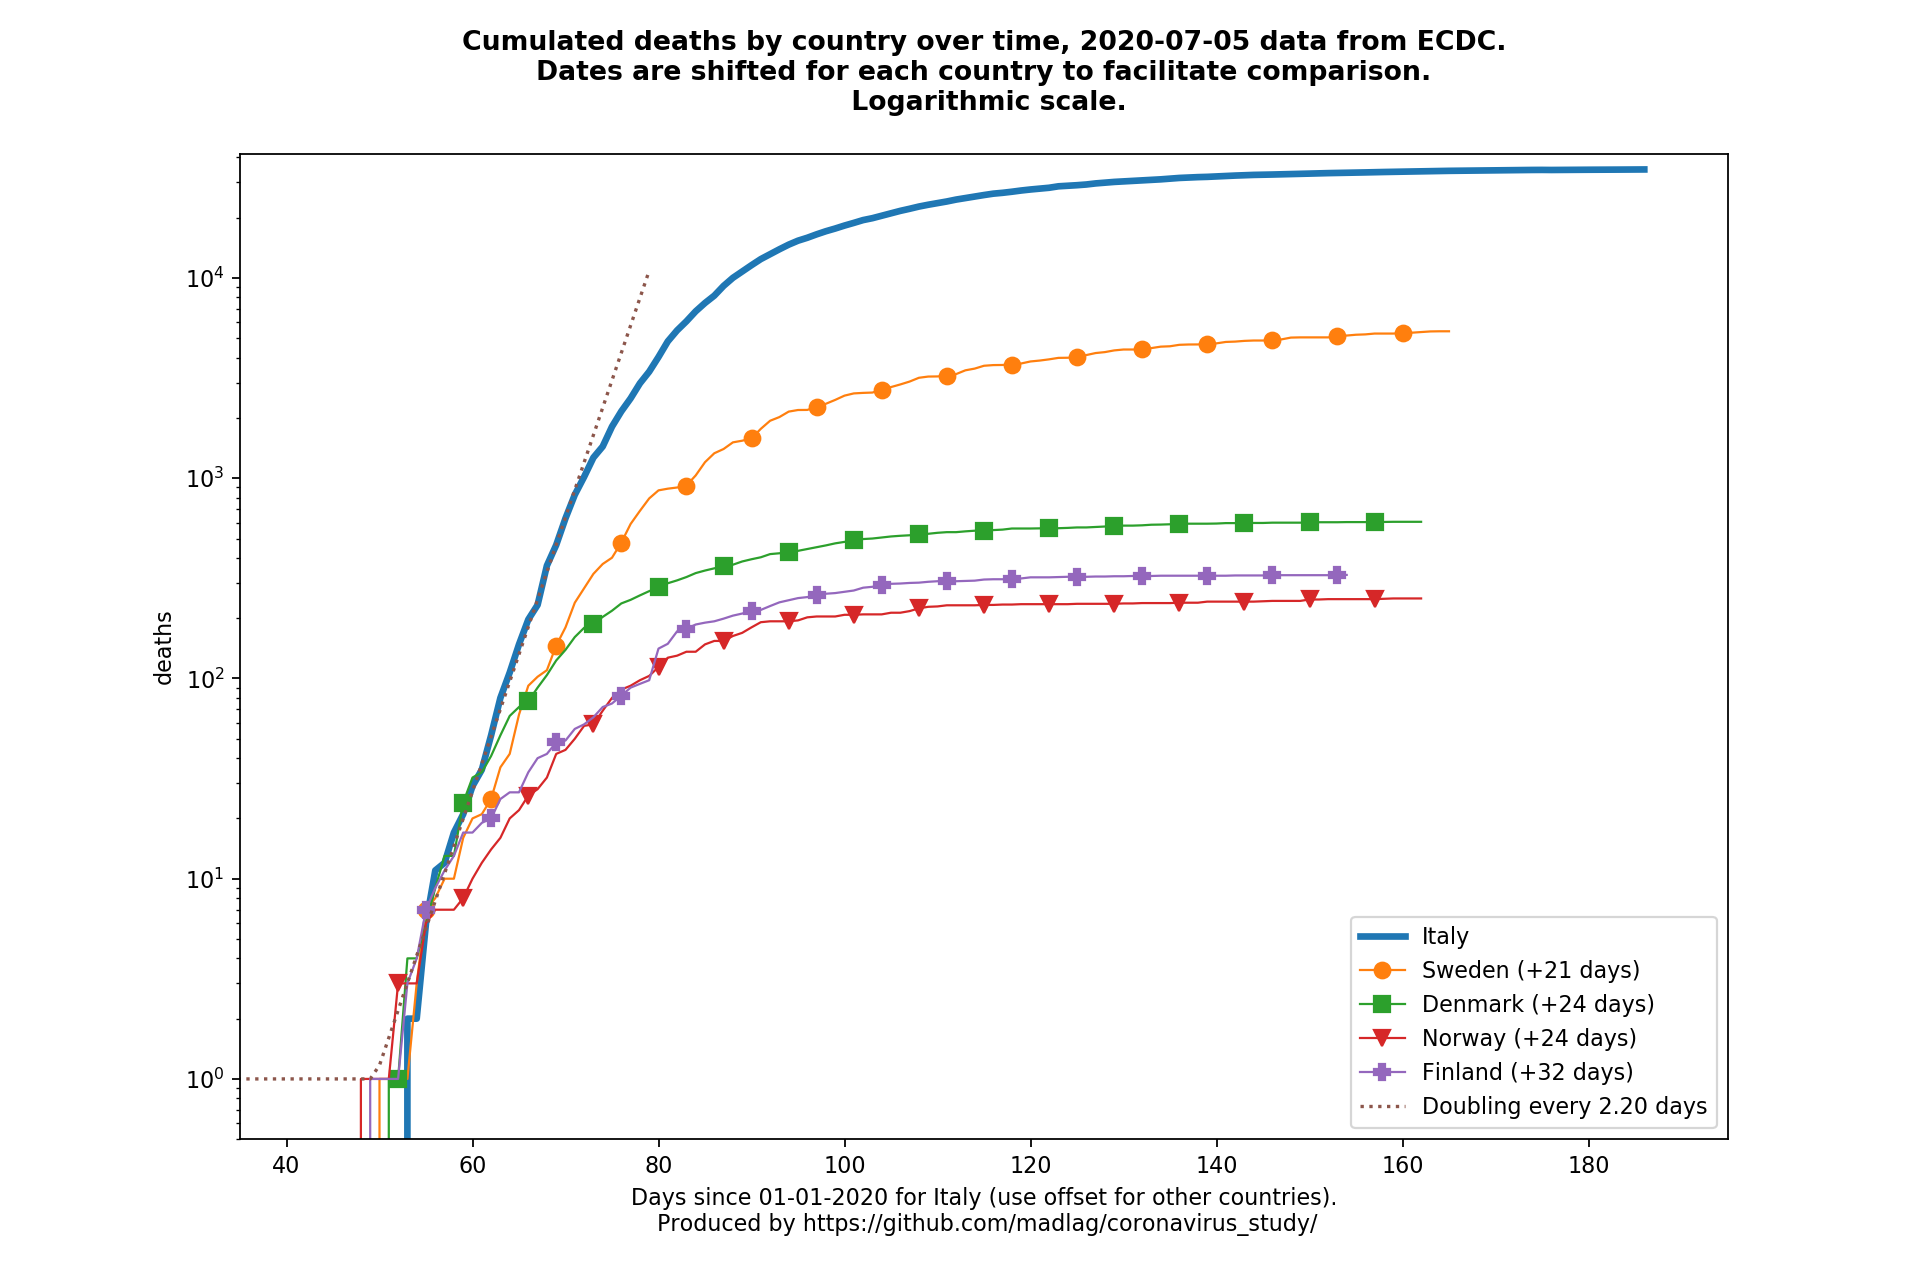 Cumulated deaths by country over time, 2020-07-05 data from ECDC.
Dates are shifted for each country to facilitate comparison.
Logarithmic scale.
deaths
10^4
10^3
10^2
10^1
10^0
40 60 80 100 120 140 160 180
Italy
Sweden (+21 days)
Denmark (+24 days)
Norway (+24 days)
Finland (+32 days)
Doubling every 2.20 days
Days since 01-01-2020 for Italy (use offset for other countries).
Produced by https://github.com/madlag/coronavirus_study/